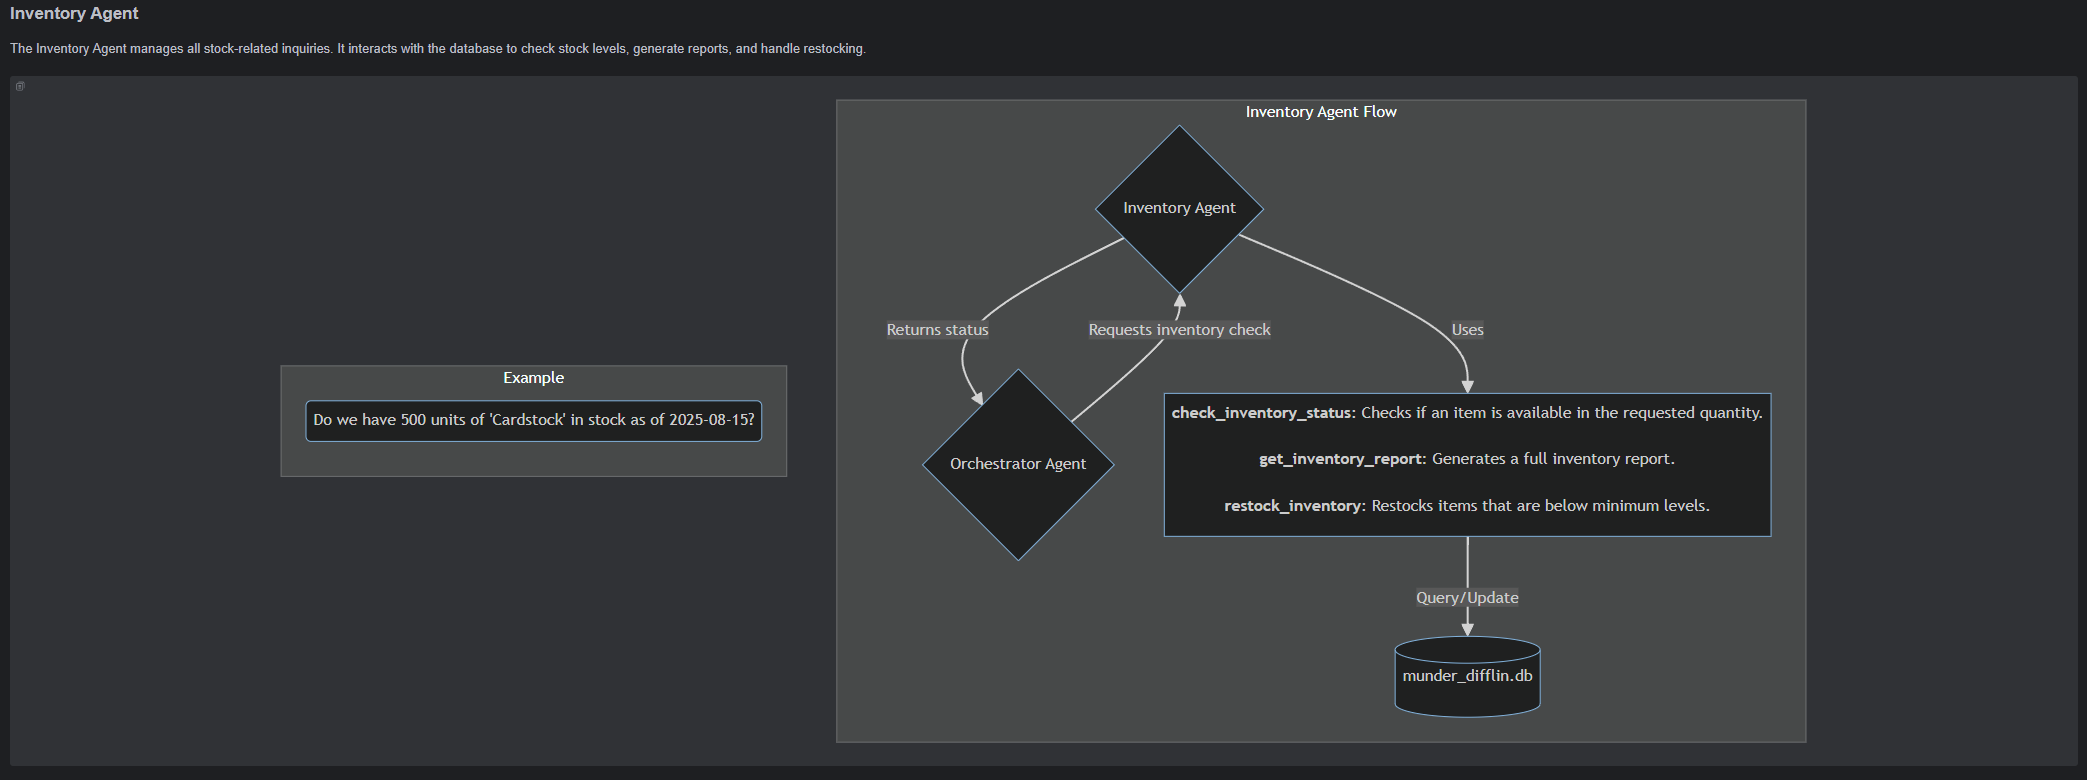 Inventory Agent
The Inventory Agent manages all stock-related inquiries. It interacts with the database to check stock levels, generate reports, and handle restocking.
Inventory Agent Flow
Inventory Agent
Returns status
Requests inventory check
Uses
Example
Do we have 500 units of 'Cardstock' in stock as of 2025-08-15?
Orchestrator Agent
check_inventory_status: Checks if an item is available in the requested quantity.
get_inventory_report: Generates a full inventory report.
restock_inventory: Restocks items that are below minimum levels.
Query/Update
munder_difflin.db